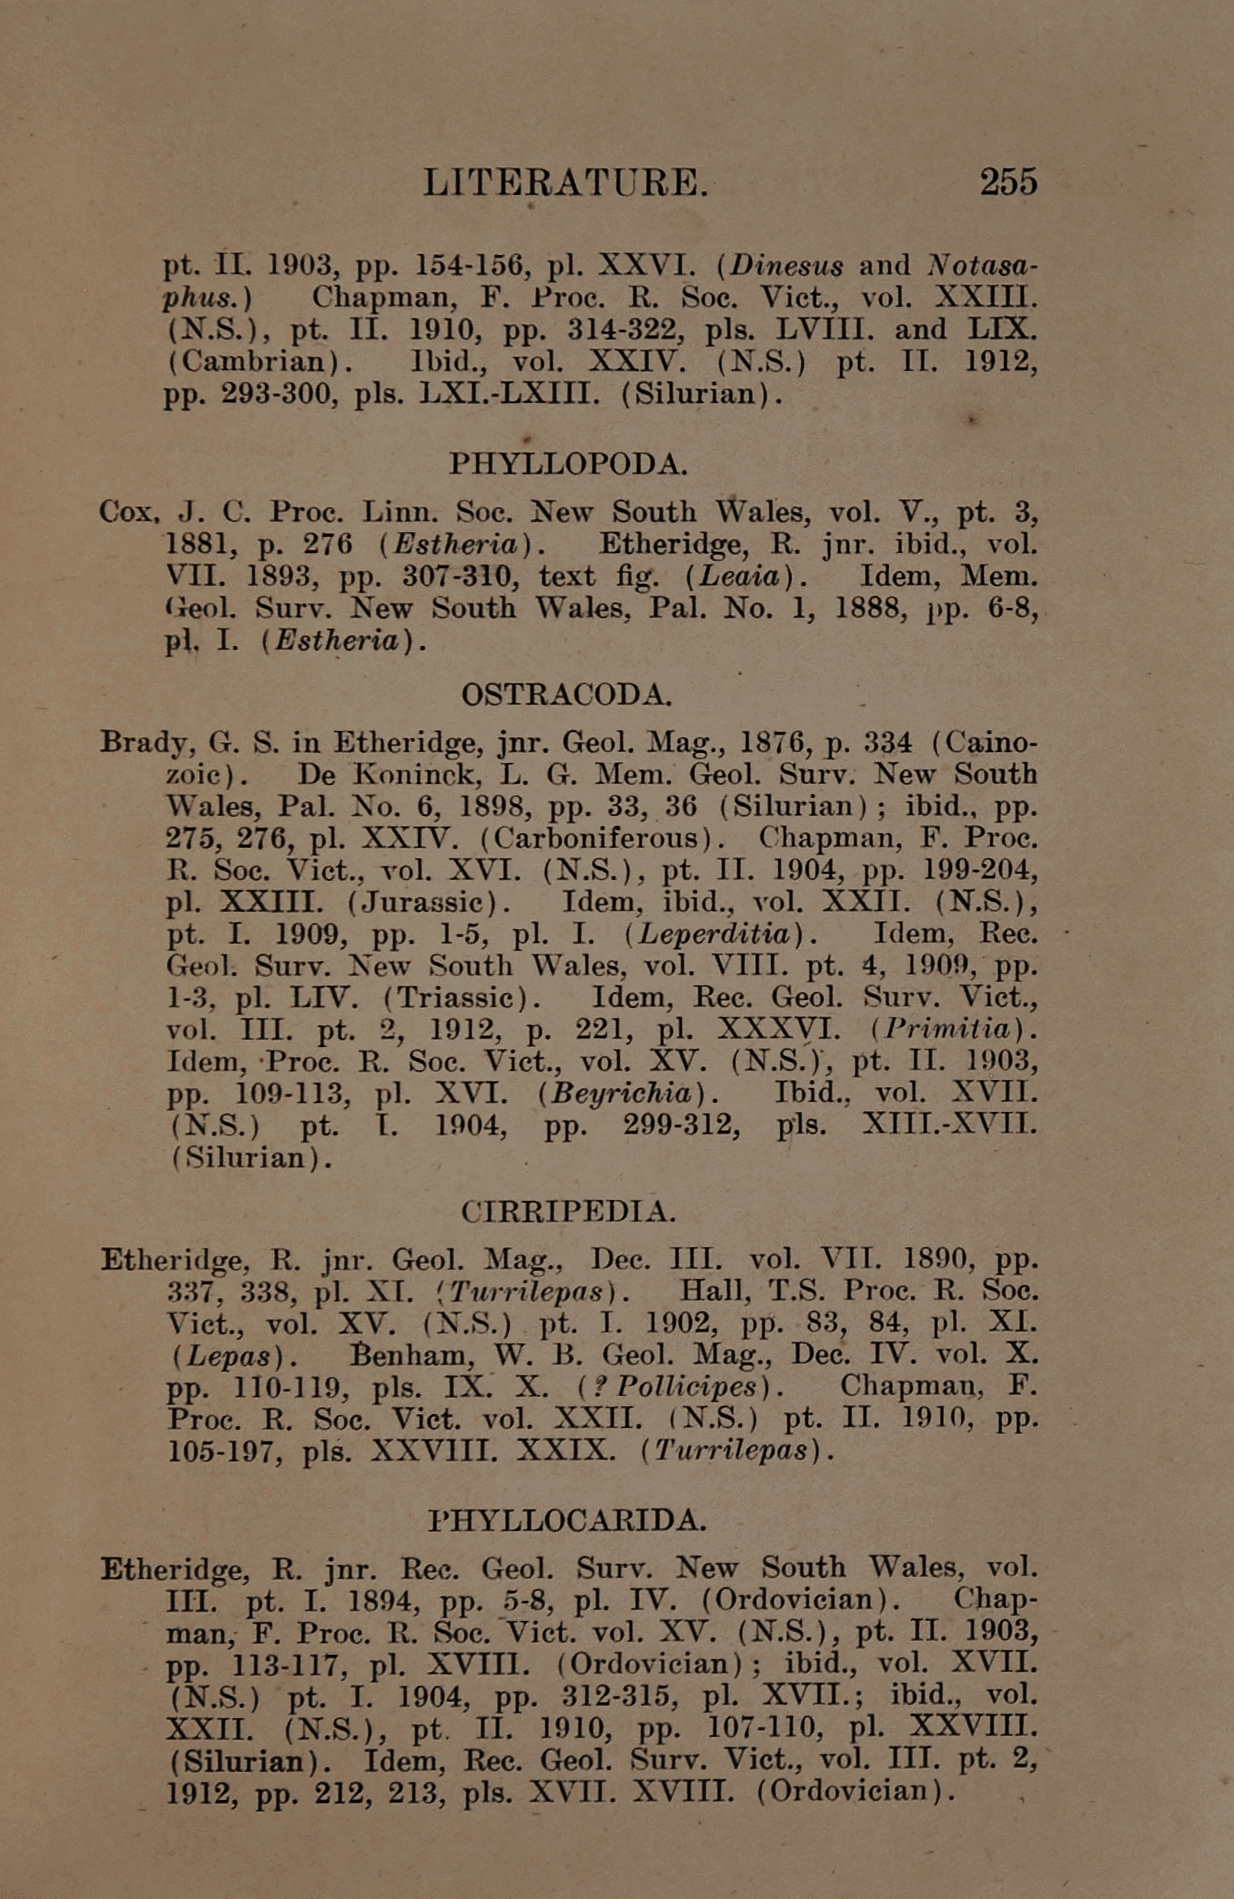 LITERATURE. 255
pt. II. 1903, pp. 154-156, pl. XXVI. (Dinesus and Notasa-
phus.) Chapman, F. Proc. R. Soc. Vict., vol. XXIII.
(N.S.), pt. II. 1910, pp. 314-322, pls. LVIII. and LIX.
(Cambrian). Ibid., vol. XXIV. (N.S.) pt. II. 1912,
pp. 293-300, pls. LXI.-LXIII. (Silurian).
PHYLLOPODA.
Cox, J. C. Proc. Linn. Soc. New South Wales, vol. V., pt. 3,
1881, p. 276 (Estheria). Etheridge, R. jnr. ibid., vol.
VII. 1893, pp. 307-310, text fig. (Leaia). Idem, Mem.
Geol. Surv. New South Wales, Pal. No. 1, 1888, pp. 6-8,
pl. I. (Estheria).
OSTRACODA.
Brady, G. S. in Etheridge, jnr. Geol. Mag., 1876, p. 334 (Caino-
zoic). De Koninck, L. G. Mem. Geol. Surv. New South
Wales, Pal. No. 6, 1898, pp. 33, 36 (Silurian); ibid., pp.
275, 276, pl. XXIV. (Carboniferous). Chapman, F. Proc.
R. Soc. Vict., vol. XVI. (N.S.), pt. II. 1904, pp. 199-204,
pl. XXIII. (Jurassic). Idem, ibid., vol. XXII. (N.S.),
pt. I. 1909, pp. 1-5, pl. I. (Leperditia). Idem, Rec.
Geol. Surv. New South Wales, vol. VIII. pt. 4, 1909, pp.
1-3, pl. LIV. (Triassic). Idem, Rec. Geol. Surv. Vict.,
vol. III. pt. 2, 1912, p. 221, pl. XXXVI. (Primitia).
Idem, Proc. R. Soc. Vict., vol. XV. (N.S.), pt. II. 1903,
pp. 109-113, pl. XVI. (Beyrichia). Ibid., vol. XVII.
(N.S.) pt. I. 1904, pp. 299-312, pls. XIII.-XVII.
(Silurian).
CIRRIPEDIA.
Etheridge, R. jnr. Geol. Mag., Dec. III. vol. VII. 1890, pp.
337, 338, pl. XI. (Turrilepas). Hall, T.S. Proc. R. Soc.
Vict., vol. XV. (N.S.) pt. I. 1902, pp. 83, 84, pl. XI.
(Lepas). Benham, W. B. Geol. Mag., Dec. IV. vol. X.
pp. 110-119, pls. IX. X. (? Pollicipes). Chapman, F.
Proc. R. Soc. Vict. vol. XXII. (N.S.) pt. II. 1910, pp.
105-197, pls. XXVIII. XXIX. (Turrilepas).
PHYLLOCARIDA.
Etheridge, R. jnr. Rec. Geol. Surv. New South Wales, vol.
III. pt. I. 1894, pp. 5-8, pl. IV. (Ordovician). Chap-
man, F. Proc. R. Soc. Vict. vol. XV. (N.S.), pt. II. 1903,
pp. 113-117, pl. XVIII. (Ordovician); ibid., vol. XVII.
(N.S.) pt. I. 1904, pp. 312-315, pl. XVII.; ibid., vol.
XXII. (N.S.), pt. II. 1910, pp. 107-110, pl. XXVIII.
(Silurian). Idem, Rec. Geol. Surv. Vict., vol. III. pt. 2,
1912, pp. 212, 213, pls. XVII. XVIII. (Ordovician).